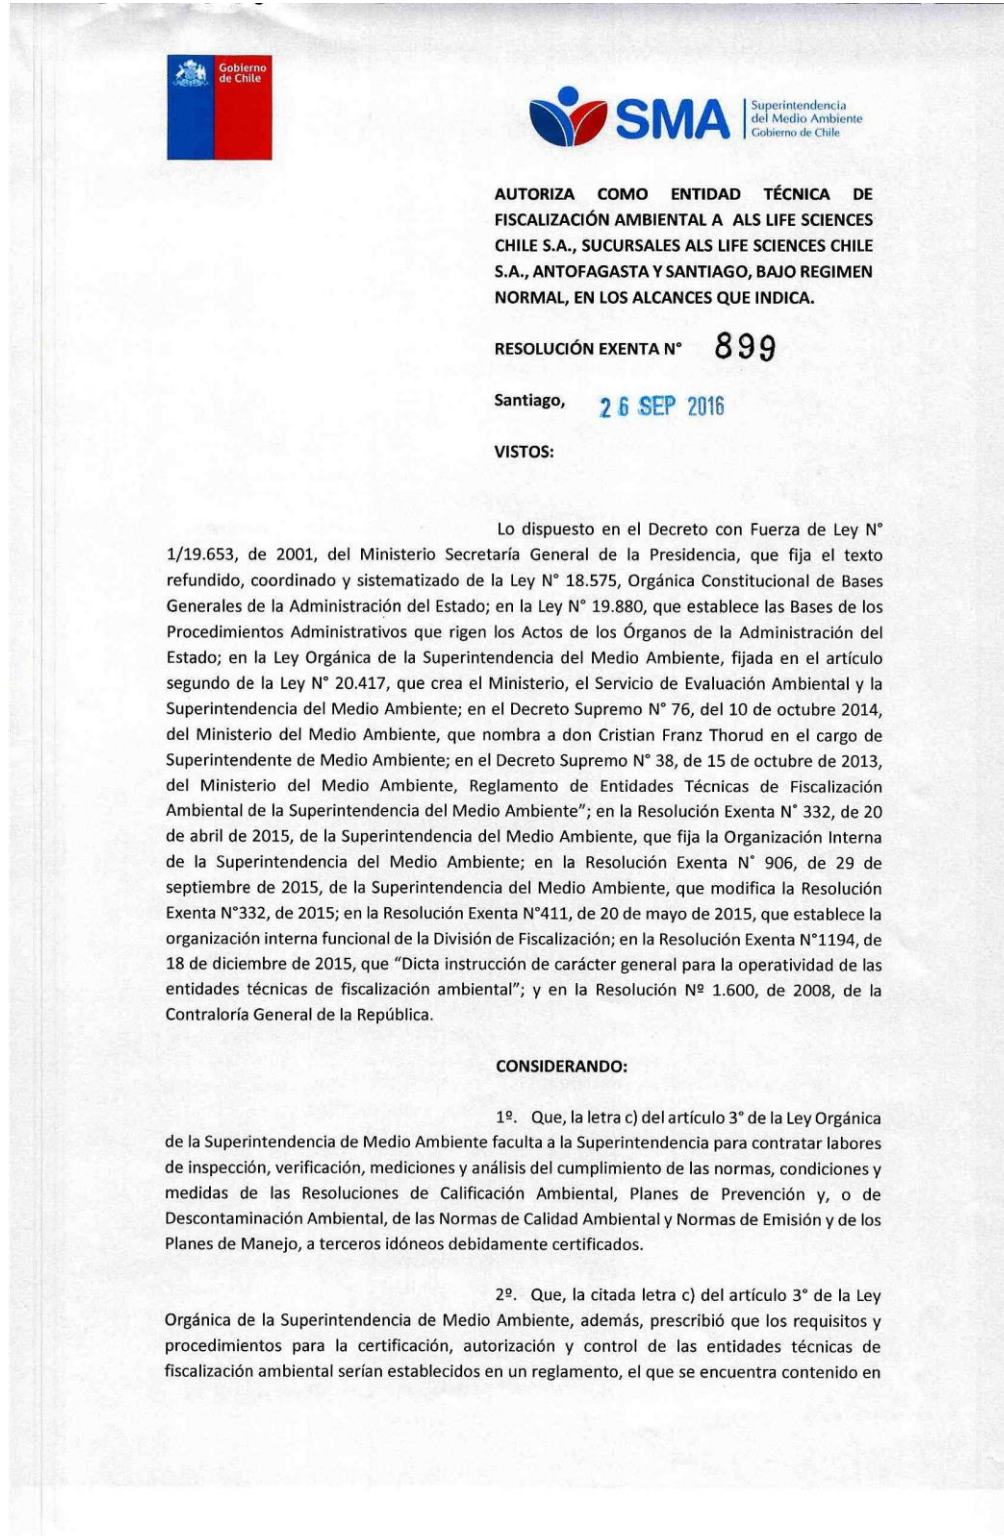 Gobierno
de Chile
SMA
Superintendencia
del Medio Ambiente
Gobierno de Chile
AUTORIZA COMO ENTIDAD TÉCNICA DE
FISCALIZACIÓN AMBIENTAL A ALS LIFE SCIENCES
CHILE S.A., SUCURSALES ALS LIFE SCIENCES CHILE
S.A., ANTOFAGASTA Y SANTIAGO, BAJO REGIMEN
NORMAL, EN LOS ALCANCES QUE INDICA.
RESOLUCIÓN EXENTA N° 899
Santiago, 26 SEP 2016
VISTOS:
Lo dispuesto en el Decreto con Fuerza de Ley N°
1/19.653, de 2001, del Ministerio Secretaría General de la Presidencia, que fija el texto
refundido, coordinado y sistematizado de la Ley N° 18.575, Orgánica Constitucional de Bases
Generales de la Administración del Estado; en la Ley N° 19.880, que establece las Bases de los
Procedimientos Administrativos que rigen los Actos de los Órganos de la Administración del
Estado; en la Ley Orgánica de la Superintendencia del Medio Ambiente, fijada en el artículo
segundo de la Ley N° 20.417, que crea el Ministerio, el Servicio de Evaluación Ambiental y la
Superintendencia del Medio Ambiente; en el Decreto Supremo N° 76, del 10 de octubre 2014,
del Ministerio del Medio Ambiente, que nombra a don Cristian Franz Thorud en el cargo de
Superintendente de Medio Ambiente; en el Decreto Supremo N° 38, de 15 de octubre de 2013,
del Ministerio del Medio Ambiente, Reglamento de Entidades Técnicas de Fiscalización
Ambiental de la Superintendencia del Medio Ambiente”; en la Resolución Exenta N° 332, de 20
de abril de 2015, de la Superintendencia del Medio Ambiente, que fija la Organización Interna
de la Superintendencia del Medio Ambiente; en la Resolución Exenta N° 906, de 29 de
septiembre de 2015, de la Superintendencia del Medio Ambiente, que modifica la Resolución
Exenta N°332, de 2015; en la Resolución Exenta N°411, de 20 de mayo de 2015, que establece la
organización interna funcional de la División de Fiscalización; en la Resolución Exenta N°1194, de
18 de diciembre de 2015, que “Dicta instrucción de carácter general para la operatividad de las
entidades técnicas de fiscalización ambiental”; y en la Resolución Nº 1.600, de 2008, de la
Contraloría General de la República.
CONSIDERANDO:
1º. Que, la letra c) del artículo 3° de la Ley Orgánica
de la Superintendencia de Medio Ambiente faculta a la Superintendencia para contratar labores
de inspección, verificación, mediciones y análisis del cumplimiento de las normas, condiciones y
medidas de las Resoluciones de Calificación Ambiental, Planes de Prevención y, o de
Descontaminación Ambiental, de las Normas de Calidad Ambiental y Normas de Emisión y de los
Planes de Manejo, a terceros idóneos debidamente certificados.
2º. Que, la citada letra c) del artículo 3° de la Ley
Orgánica de la Superintendencia de Medio Ambiente, además, prescribió que los requisitos y
procedimientos para la certificación, autorización y control de las entidades técnicas de
fiscalización ambiental serían establecidos en un reglamento, el que se encuentra contenido en